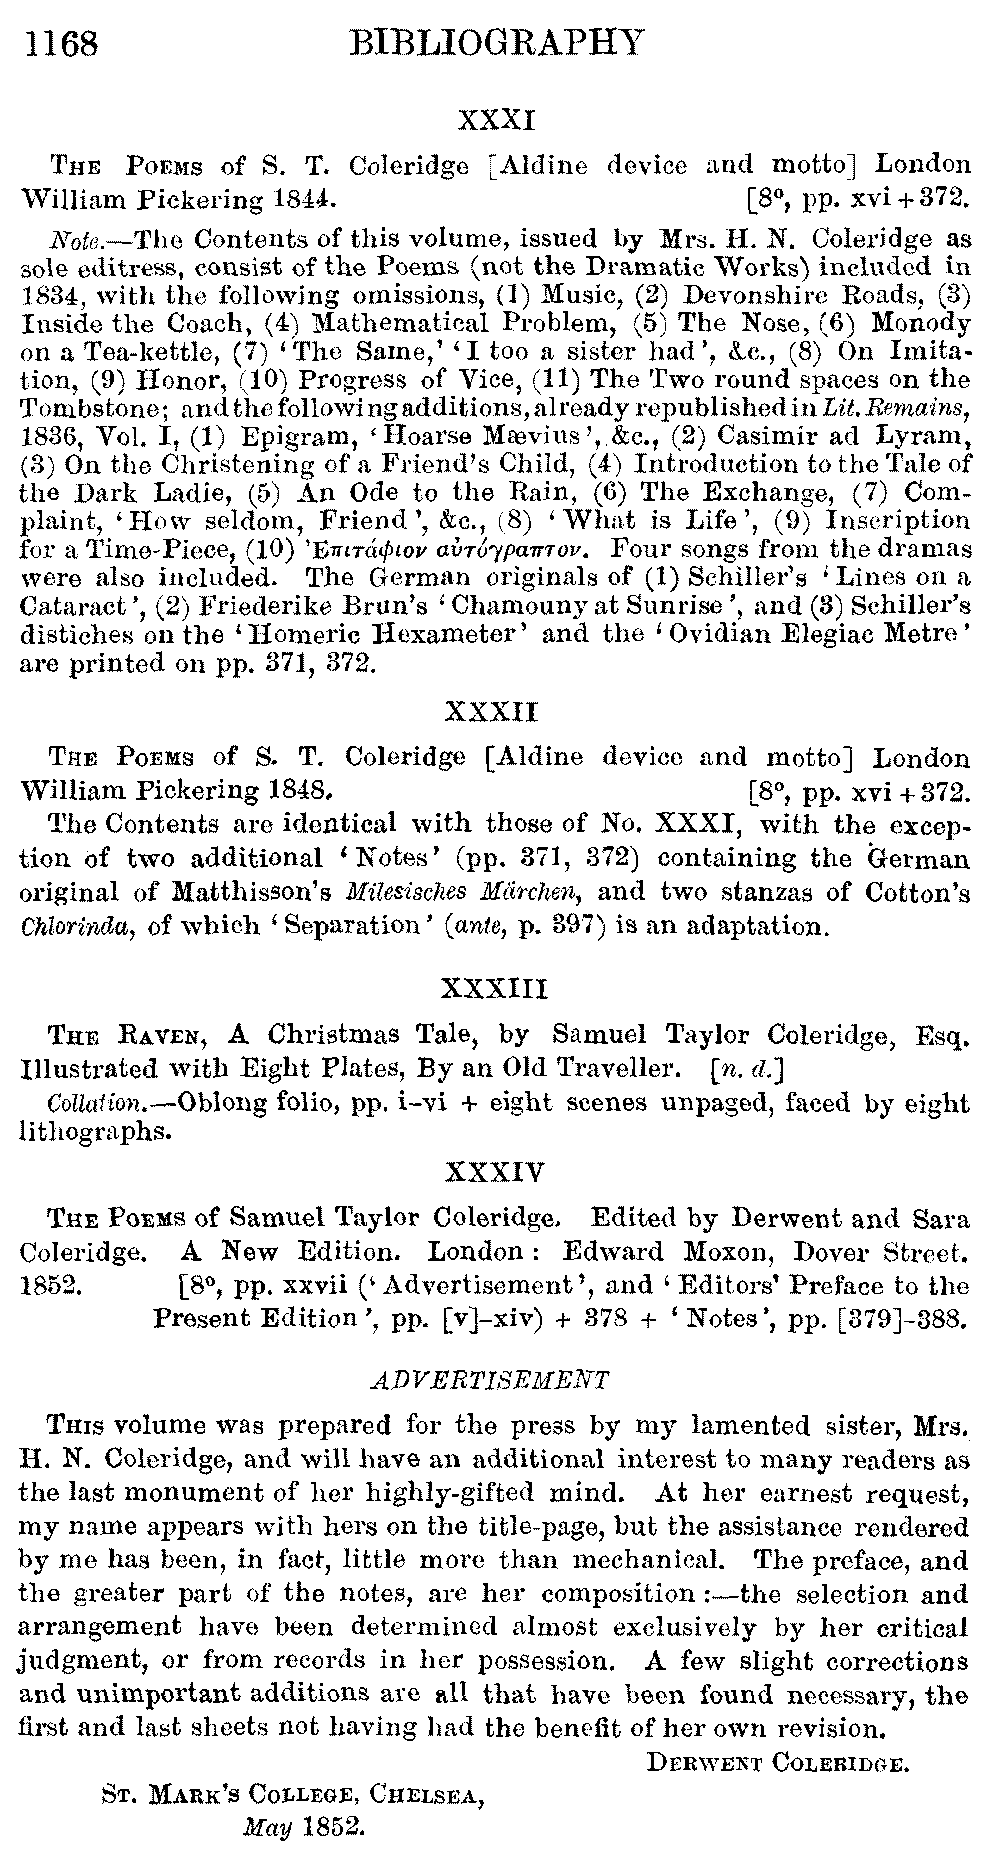 1168 BIBLIOGRAPHY
XXXI
THE POEMS of S. T. Coleridge [Aldine device and motto] London
William Pickering 1844. [8º, pp. xvi + 372.
Note.—The Contents of this volume, issued by Mrs. H. N. Coleridge as
sole editress, consist of the Poems (not the Dramatic Works) included in
1834, with the following omissions, (1) Music, (2) Devonshire Roads, (3)
Inside the Coach, (4) Mathematical Problem, (5) The Nose, (6) Monody
on a Tea-kettle, (7) ‘The Same,’ ‘I too a sister had’, &c., (8) On Imita-
tion, (9) Honor, (10) Progress of Vice, (11) The Two round spaces on the
Tombstone; and the following additions, already republished in Lit. Remains,
1836, Vol. I, (1) Epigram, ‘Hoarse Mævius’, &c., (2) Casimir ad Lyram,
(3) On the Christening of a Friend's Child, (4) Introduction to the Tale of
the Dark Ladie, (5) An Ode to the Rain, (6) The Exchange, (7) Com-
plaint, ‘How seldom, Friend’, &c., (8) ‘What is Life’, (9) Inscription
for a Time-Piece, (10) Ἐπιτάφιον αὐτόγραπτον. Four songs from the dramas
were also included. The German originals of (1) Schiller's ‘Lines on a
Cataract’, (2) Friederike Brun's ‘Chamouny at Sunrise’, and (3) Schiller's
distiches on the ‘Homeric Hexameter’ and the ‘Ovidian Elegiac Metre’
are printed on pp. 371, 372.
XXXII
THE POEMS of S. T. Coleridge [Aldine device and motto] London
William Pickering 1848. [8º, pp. xvi + 372.
The Contents are identical with those of No. XXXI, with the excep-
tion of two additional ‘Notes’ (pp. 371, 372) containing the German
original of Matthisson's Milesisches Märchen, and two stanzas of Cotton's
Chlorinda, of which ‘Separation’ (ante, p. 397) is an adaptation.
XXXIII
THE RAVEN, A Christmas Tale, by Samuel Taylor Coleridge, Esq.
Illustrated with Eight Plates, By an Old Traveller. [n. d.]
Collation.—Oblong folio, pp. i–vi + eight scenes unpaged, faced by eight
lithographs.
XXXIV
THE POEMS of Samuel Taylor Coleridge. Edited by Derwent and Sara
Coleridge. A New Edition. London: Edward Moxon, Dover Street.
1852. [8º, pp. xxvii (‘Advertisement’, and ‘Editors' Preface to the
Present Edition’, pp. [v]–xiv) + 378 + ‘Notes’, pp. [379]–388.
ADVERTISEMENT
THIS volume was prepared for the press by my lamented sister, Mrs.
H. N. Coleridge, and will have an additional interest to many readers as
the last monument of her highly-gifted mind. At her earnest request,
my name appears with hers on the title-page, but the assistance rendered
by me has been, in fact, little more than mechanical. The preface, and
the greater part of the notes, are her composition:—the selection and
arrangement have been determined almost exclusively by her critical
judgment, or from records in her possession. A few slight corrections
and unimportant additions are all that have been found necessary, the
first and last sheets not having had the benefit of her own revision.
DERWENT COLERIDGE.
ST. MARK'S COLLEGE, CHELSEA,
May 1852.